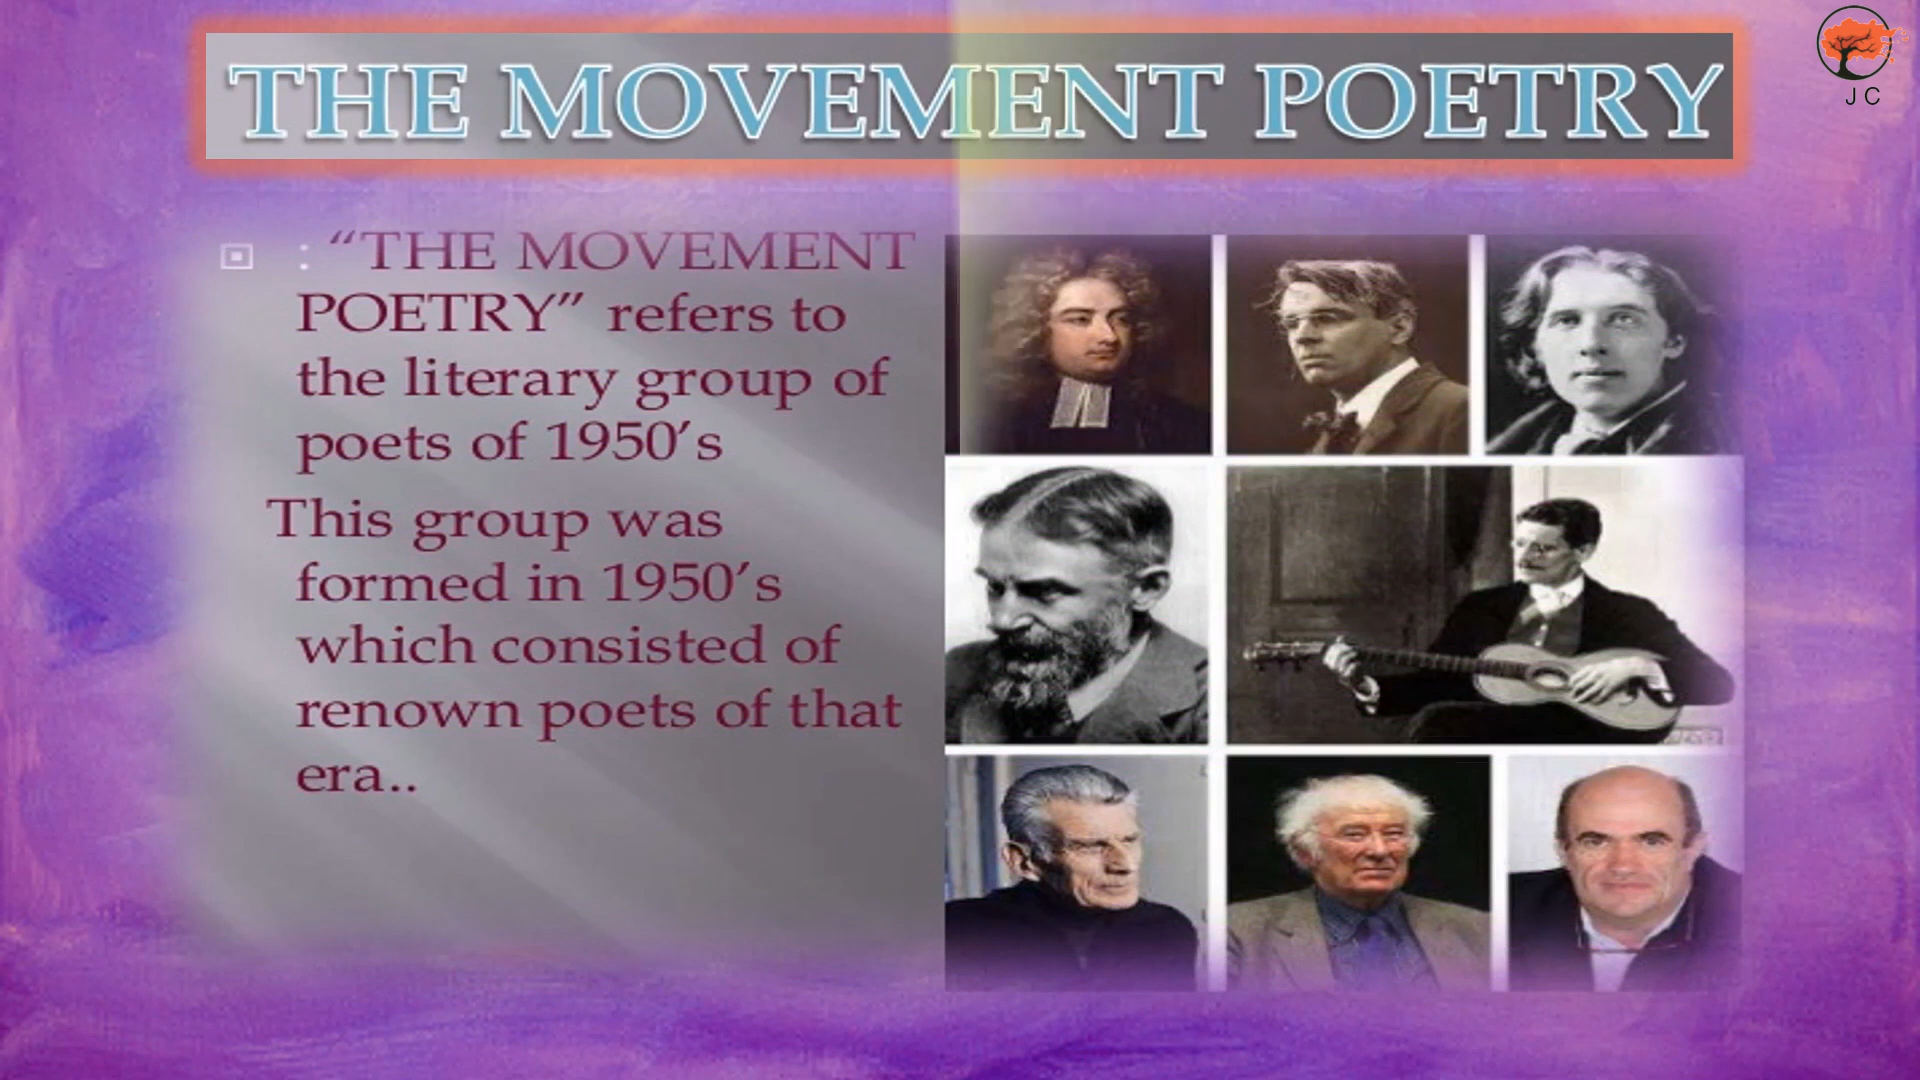 THE MOVEMENT POETRY
J C
: “THE MOVEMENT
POETRY” refers to
the literary group of
poets of 1950’s
This group was
formed in 1950’s
which consisted of
renown poets of that
era..